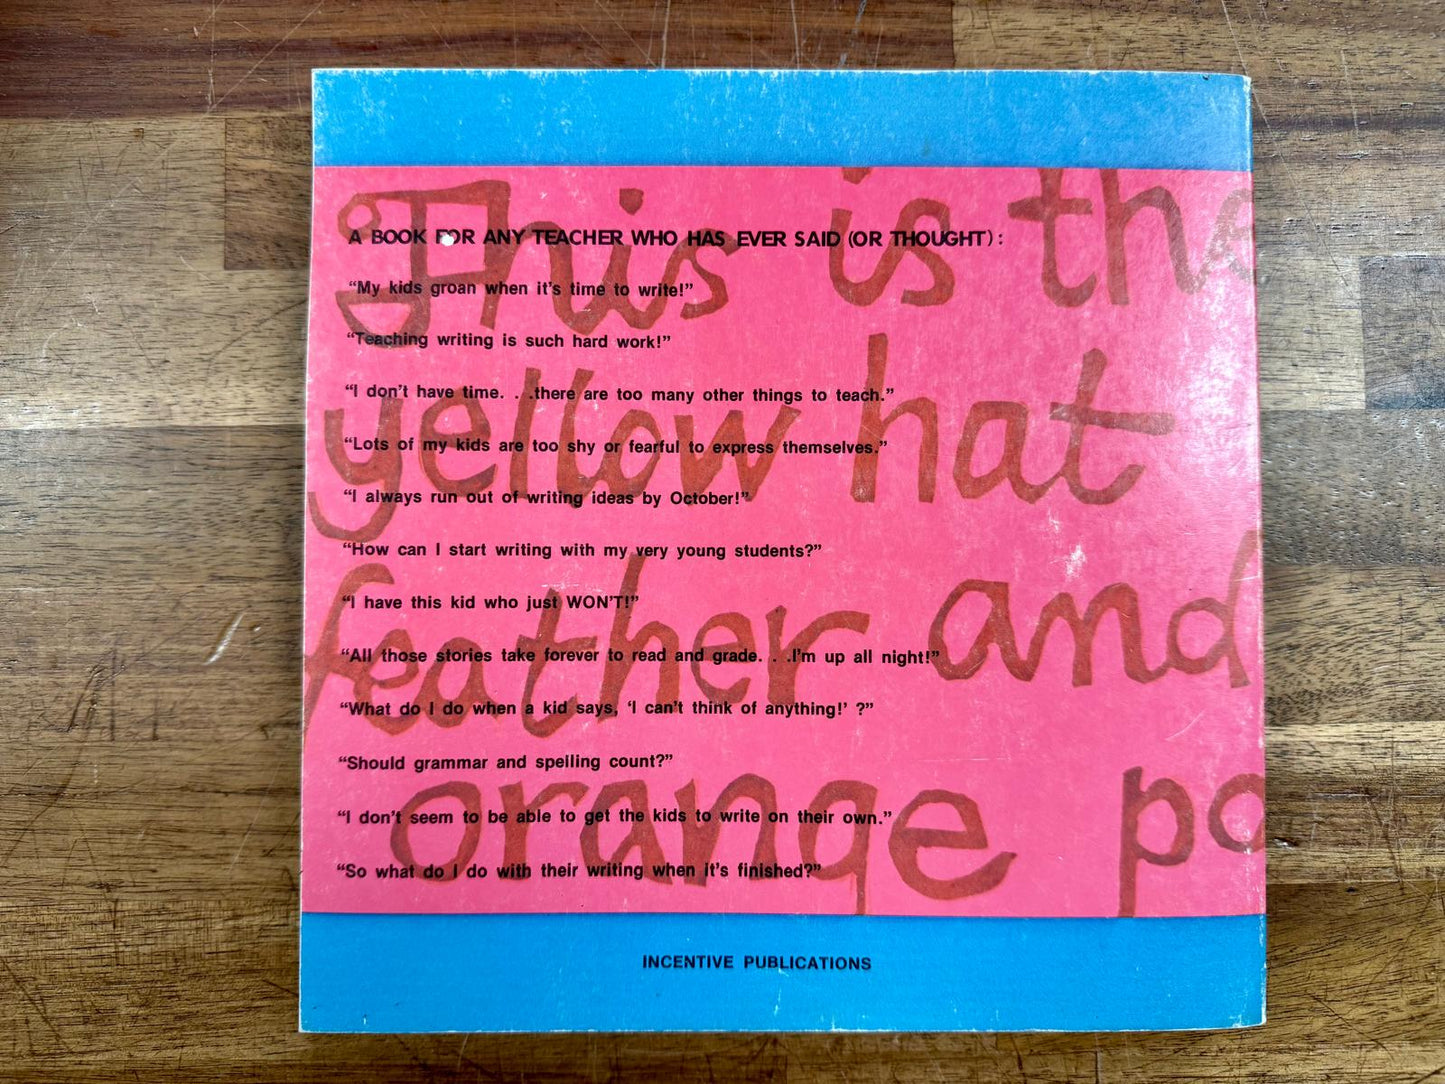 This is the
yellow hat
feather and
orange po
A BOOK FOR ANY TEACHER WHO HAS EVER SAID (OR THOUGHT):
“My kids groan when it's time to write!”
“Teaching writing is such hard work!”
“I don't have time. . .there are too many other things to teach.”
“Lots of my kids are too shy or fearful to express themselves.”
“I always run out of writing ideas by October!”
“How can I start writing with my very young students?”
“I have this kid who just WON'T!”
“All those stories take forever to read and grade. . .I'm up all night!”
“What do I do when a kid says, ‘I can't think of anything!’ ?”
“Should grammar and spelling count?”
“I don't seem to be able to get the kids to write on their own.”
“So what do I do with their writing when it's finished?”
INCENTIVE PUBLICATIONS